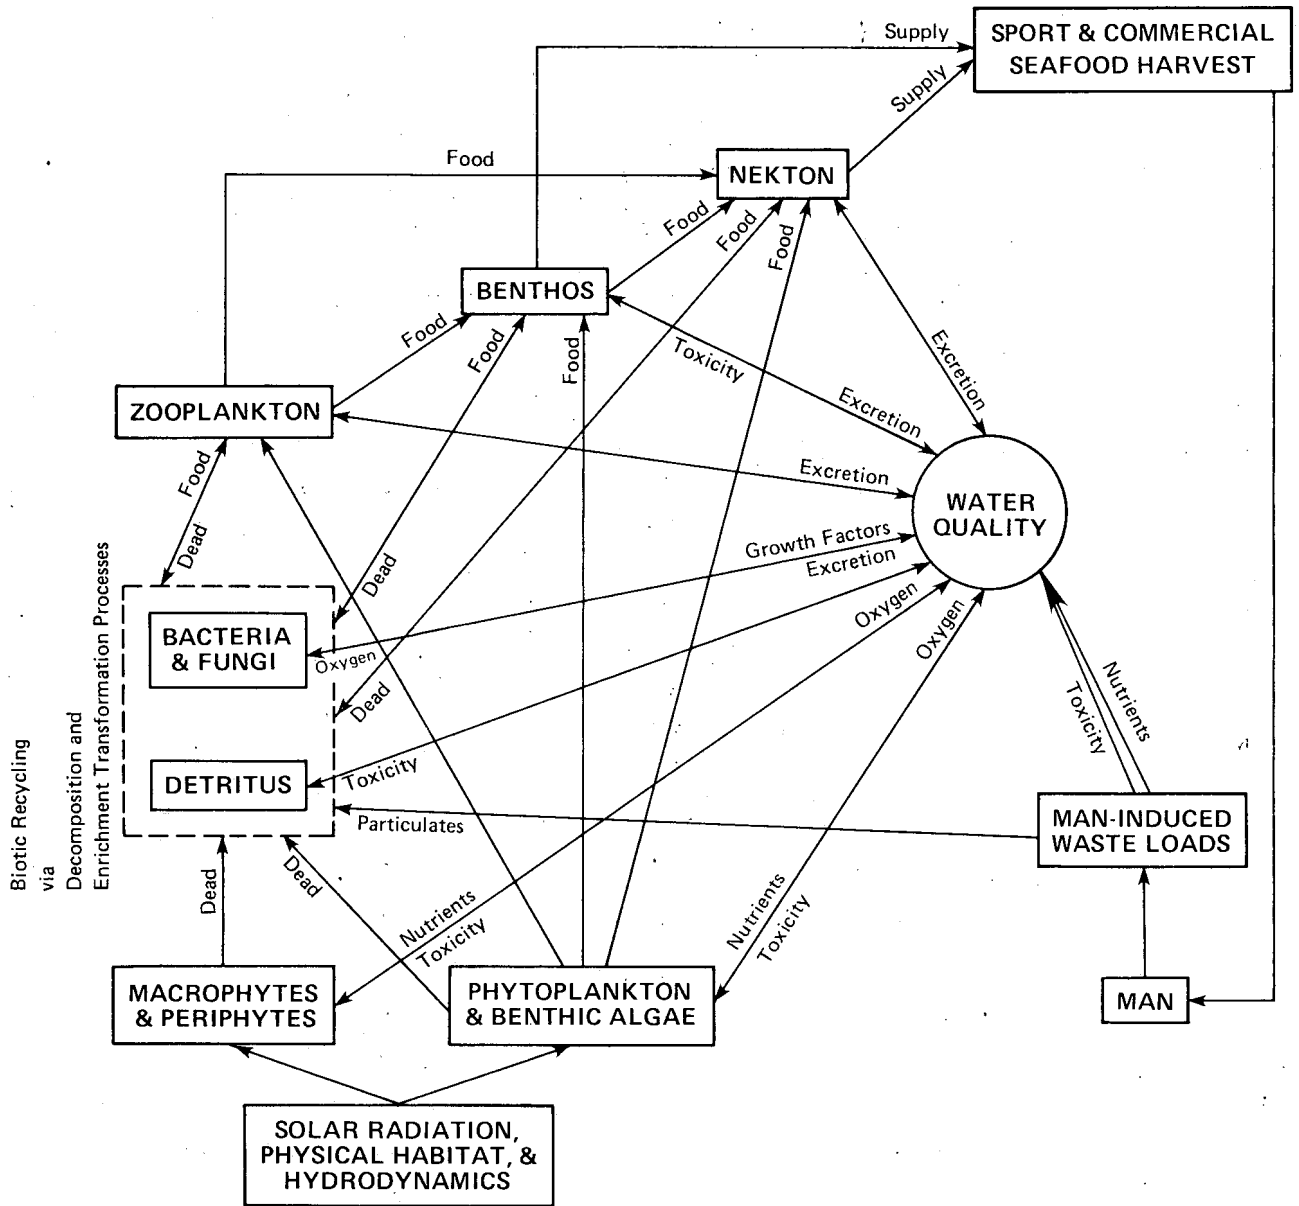 Supply
SPORT & COMMERCIAL
SEAFOOD HARVEST
Supply
Food
NEKTON
Food
Food
Food
BENTHOS
Food
Food
Food
Toxicity
Excretion
Excretion
ZOOPLANKTON
Excretion
WATER
QUALITY
Food
Dead
Growth Factors
Excretion
Dead
Oxygen
Oxygen
Biotic Recycling
via
Decomposition and
Enrichment Transformation Processes
BACTERIA
& FUNGI
Oxygen
Dead
Nutrients
Toxicity
DETRITUS
Toxicity
Particulates
MAN-INDUCED
WASTE LOADS
Dead
Dead
Nutrients
Toxicity
Nutrients
Toxicity
MACROPHYTES
& PERIPHYTES
PHYTOPLANKTON
& BENTHIC ALGAE
MAN
SOLAR RADIATION,
PHYSICAL HABITAT, &
HYDRODYNAMICS